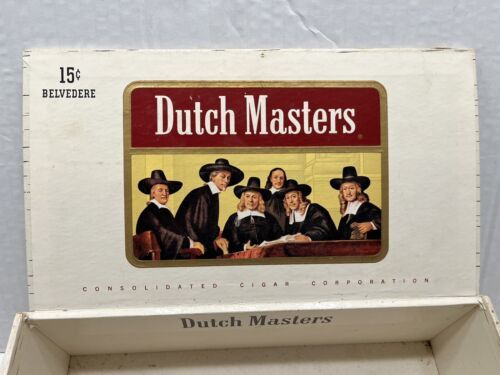 15¢
BELVEDERE
Dutch Masters
CONSOLIDATED CIGAR CORPORATION
Dutch Masters